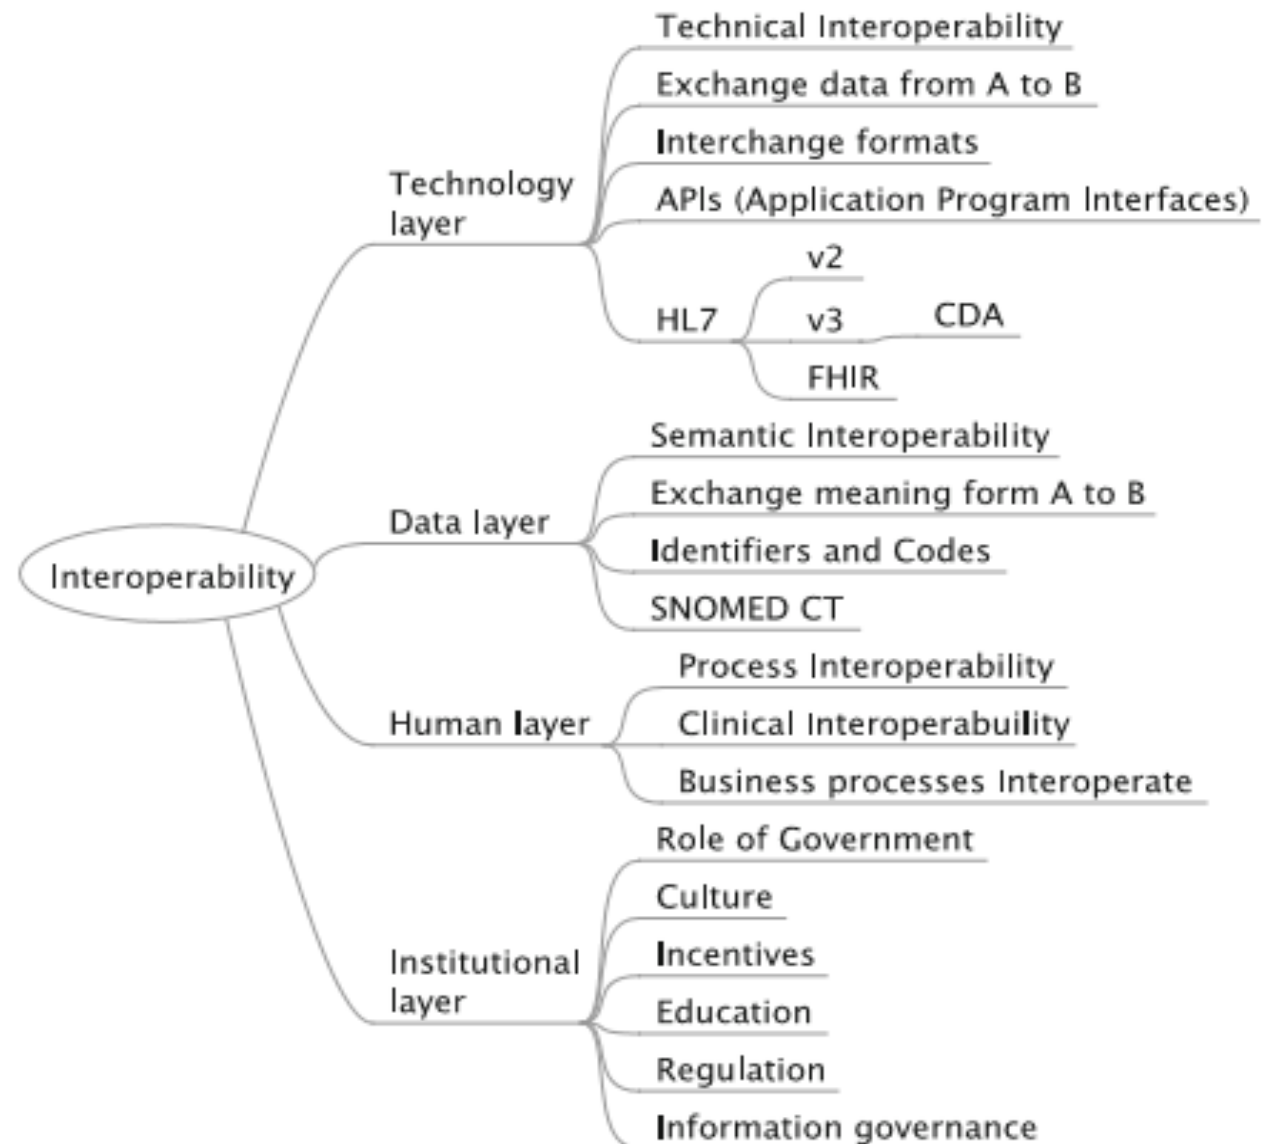 Technical Interoperability
Exchange data from A to B
Interchange formats
Technology
layer
APIs (Application Program Interfaces)
v2
HL7
v3
CDA
FHIR
Semantic Interoperability
Exchange meaning form A to B
Data layer
Identifiers and Codes
Interoperability
SNOMED CT
Process Interoperability
Human layer
Clinical Interoperabuility
Business processes Interoperate
Role of Government
Culture
Institutional
layer
Incentives
Education
Regulation
Information governance